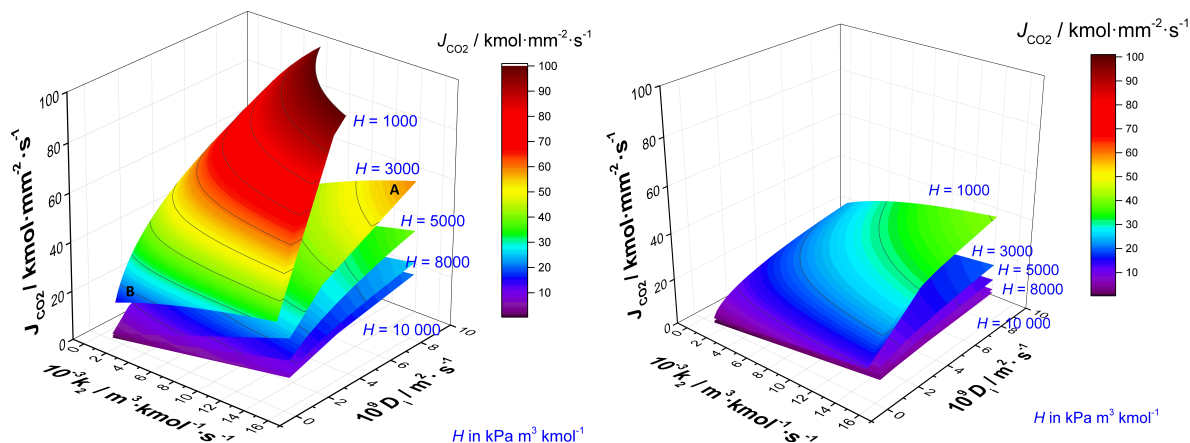 J_CO2 / kmol·mm⁻²·s⁻¹
100
90
80
70
60
50
40
30
20
10
H = 1000
H = 3000
A
H = 5000
H = 8000
B
H = 10 000
100
80
60
40
20
0
J_CO2 / kmol·mm⁻²·s⁻¹
0
2
4
6
8
10
12
14
16
10⁻³k₂ / m³·kmol⁻¹·s⁻¹
0
2
4
6
8
10
10⁹D_i / m²·s⁻¹
H in kPa m³ kmol⁻¹
J_CO2 / kmol·mm⁻²·s⁻¹
100
90
80
70
60
50
40
30
20
10
H = 1000
H = 3000
H = 5000
H = 8000
H = 10 000
100
80
60
40
20
0
J_CO2 / kmol·mm⁻²·s⁻¹
0
2
4
6
8
10
12
14
16
10⁻³k₂ / m³·kmol⁻¹·s⁻¹
0
2
4
6
8
10
10⁹D_i / m²·s⁻¹
H in kPa m³ kmol⁻¹